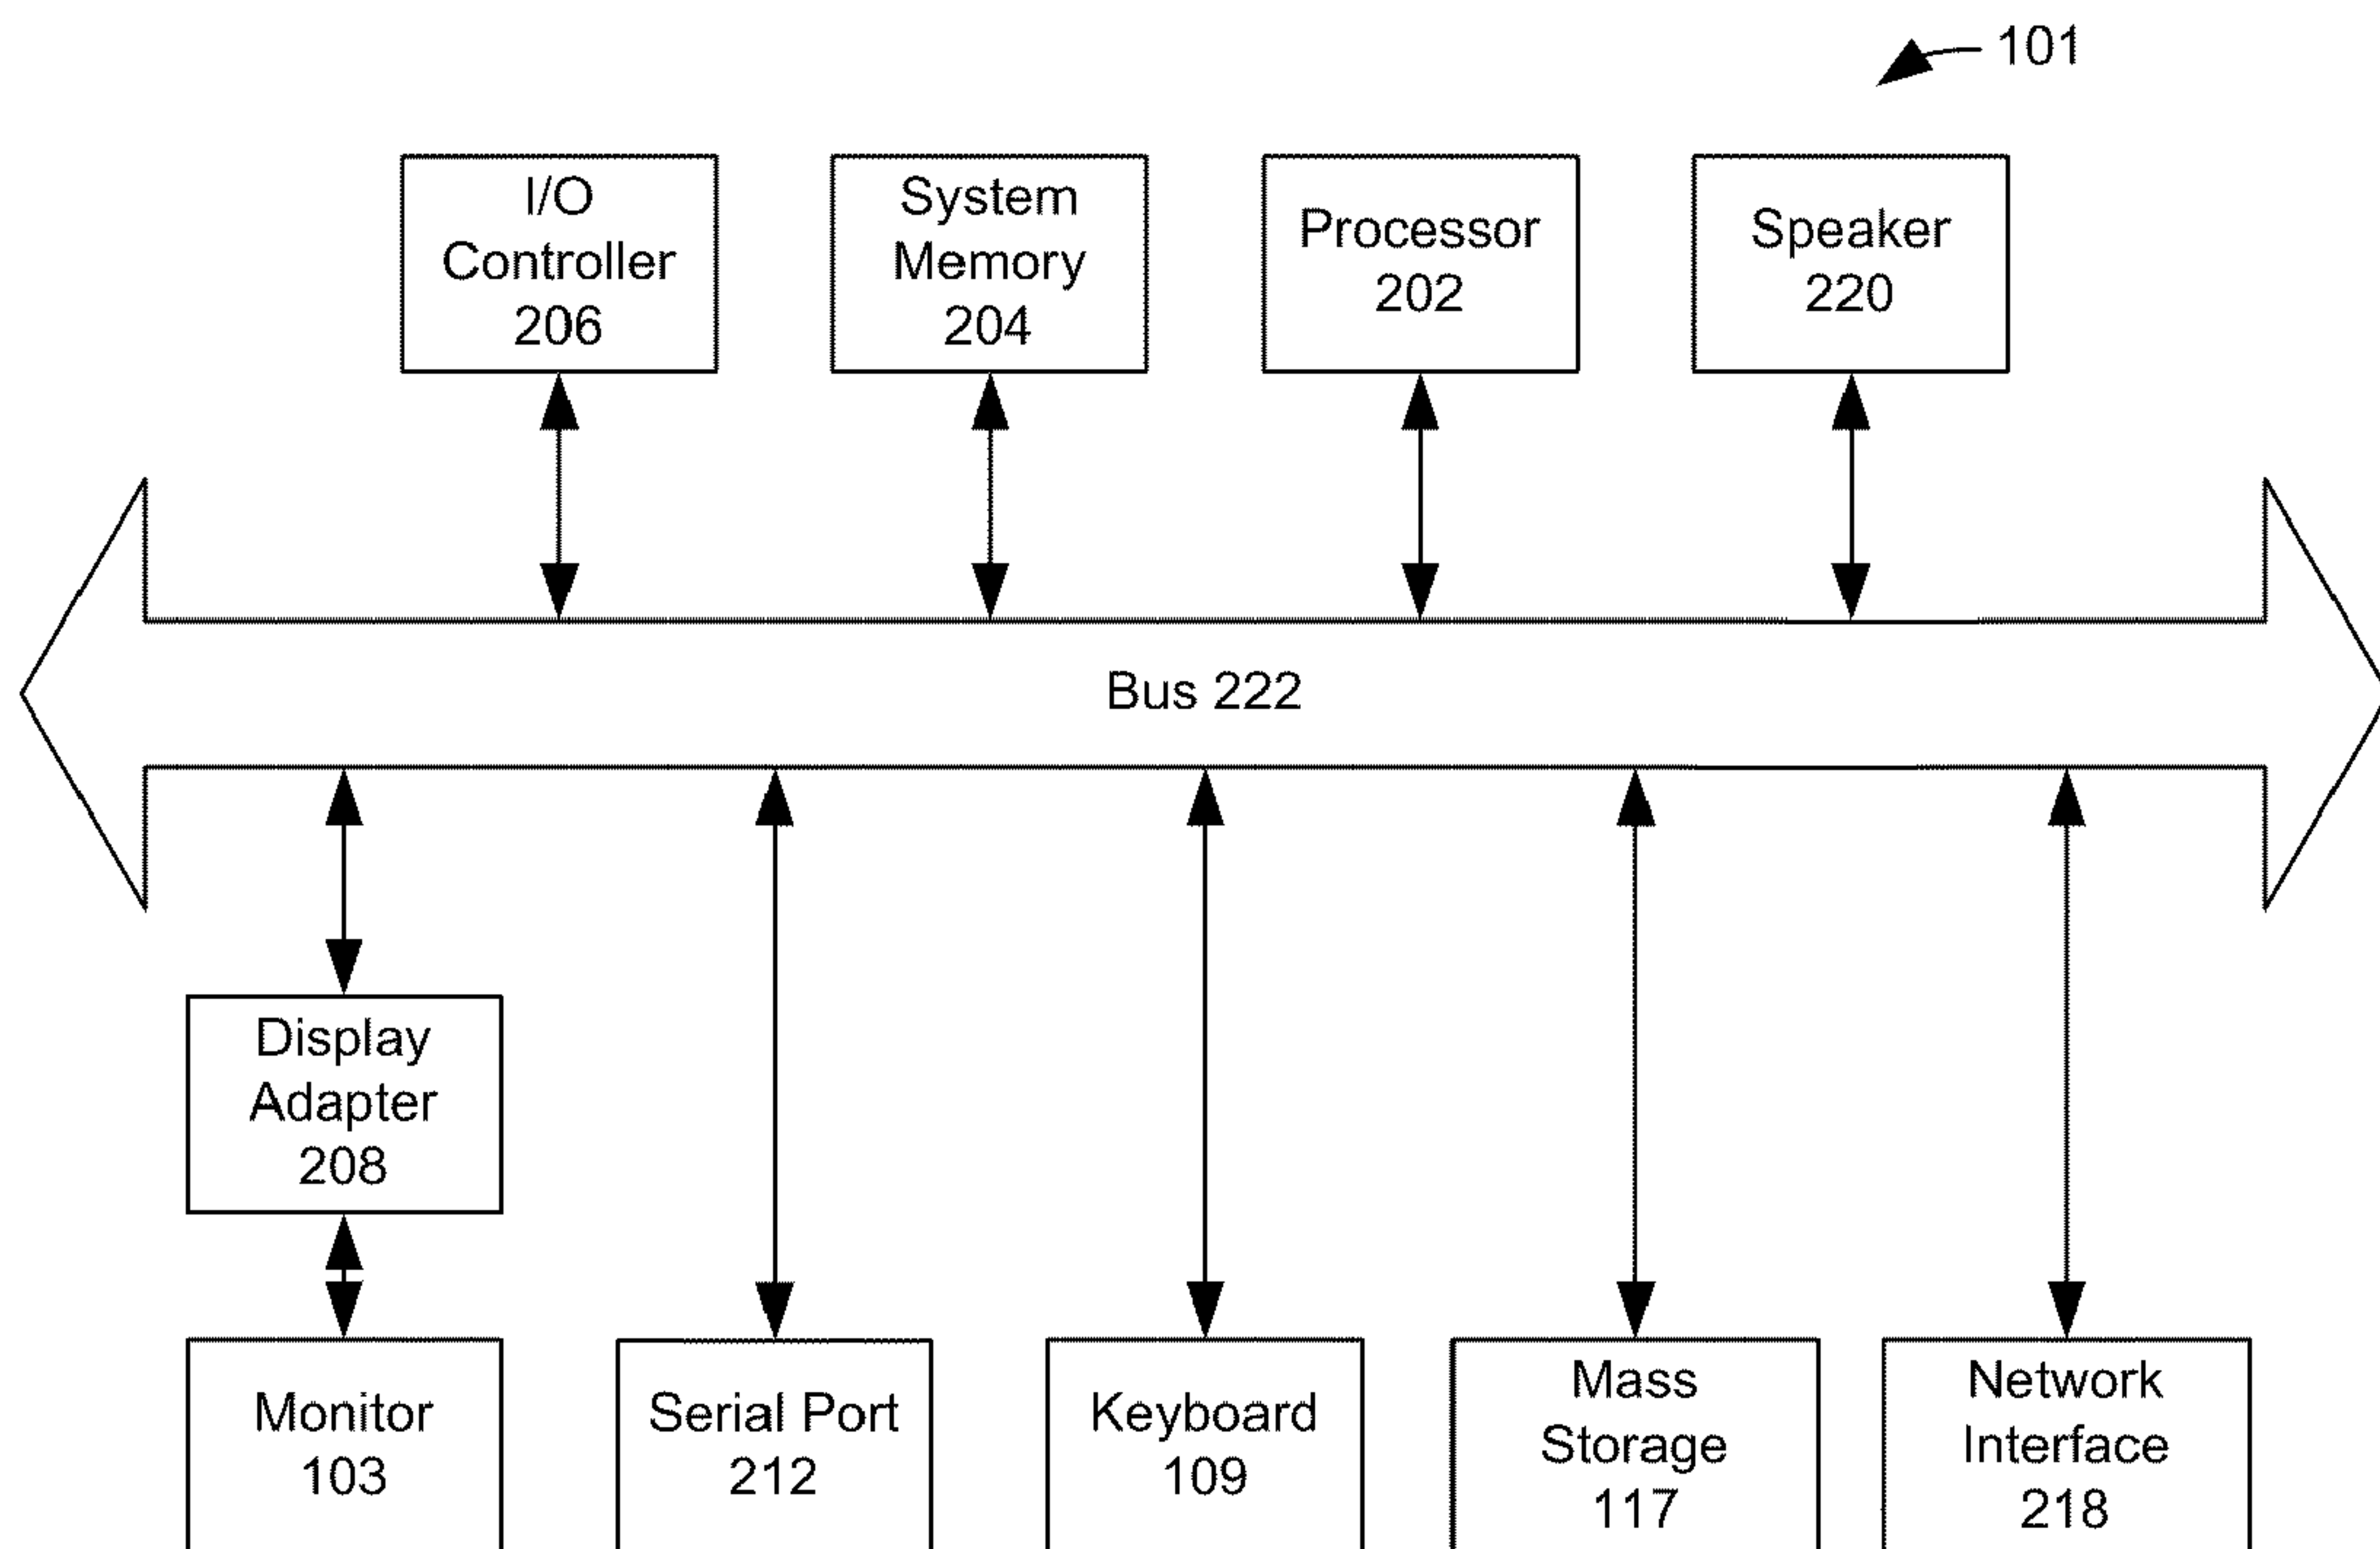 101
I/O
Controller
206
System
Memory
204
Processor
202
Speaker
220
Bus 222
Display
Adapter
208
Monitor
103
Serial Port
212
Keyboard
109
Mass
Storage
117
Network
Interface
218